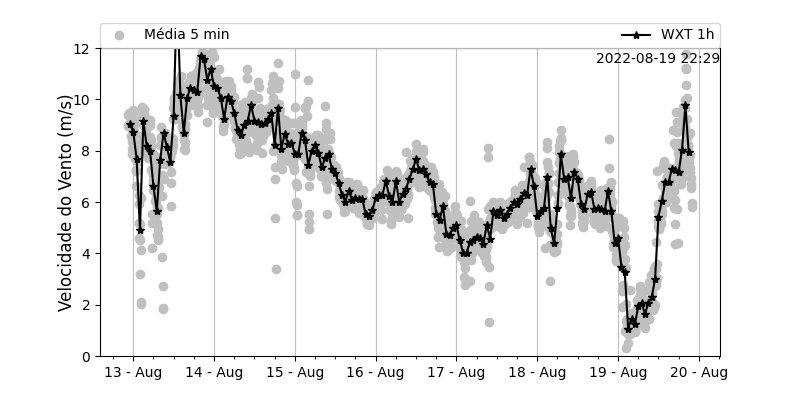 Média 5 min
WXT 1h
2022-08-19 22:29
Velocidade do Vento (m/s)
12
10
8
6
4
2
0
13 - Aug
14 - Aug
15 - Aug
16 - Aug
17 - Aug
18 - Aug
19 - Aug
20 - Aug